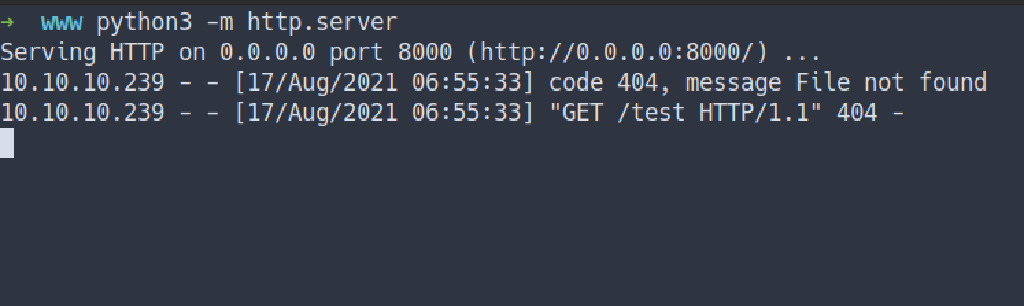 → www python3 -m http.server
Serving HTTP on 0.0.0.0 port 8000 (http://0.0.0.0:8000/) ...
10.10.10.239 - - [17/Aug/2021 06:55:33] code 404, message File not found
10.10.10.239 - - [17/Aug/2021 06:55:33] "GET /test HTTP/1.1" 404 -